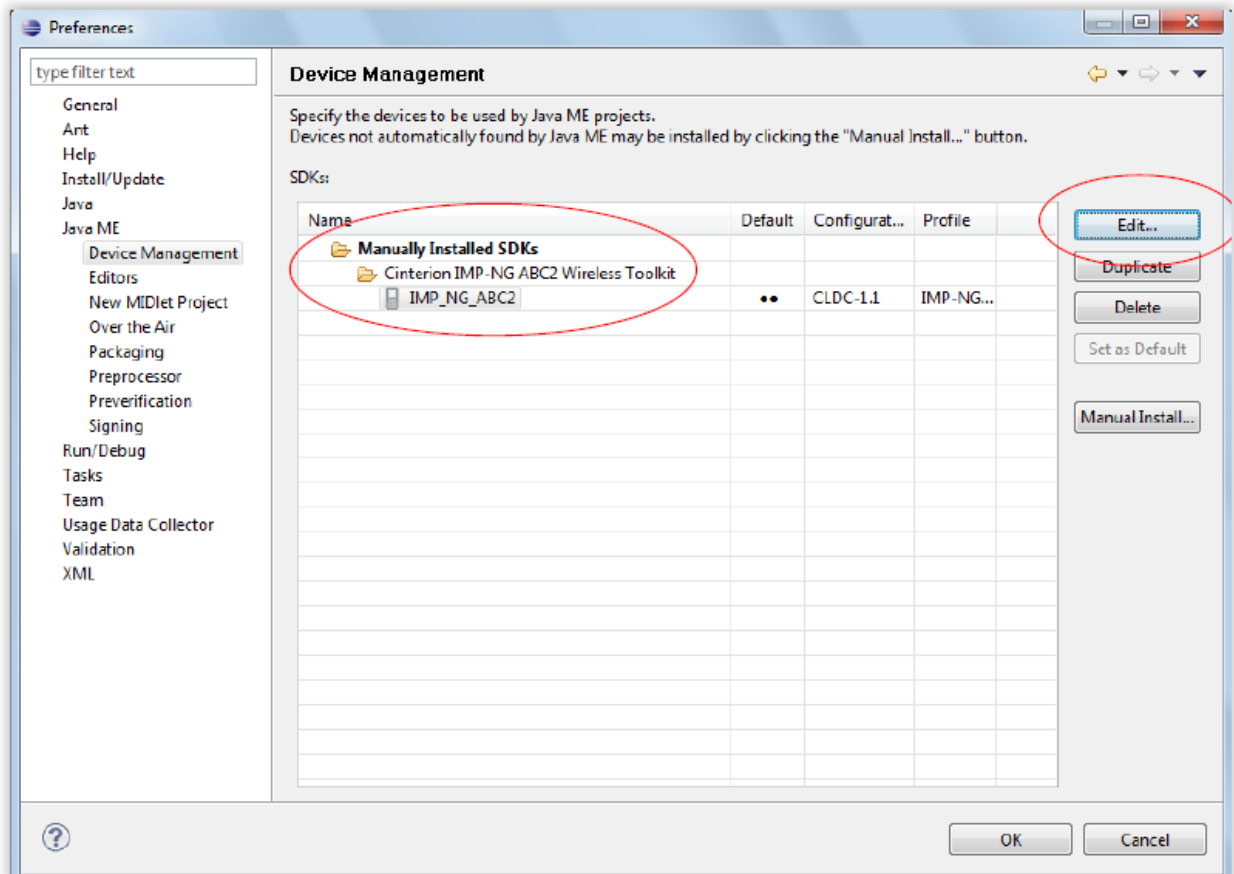 Preferences
type filter text
General
Ant
Help
Install/Update
Java
Java ME
Device Management
Editors
New MIDlet Project
Over the Air
Packaging
Preprocessor
Preverification
Signing
Run/Debug
Tasks
Team
Usage Data Collector
Validation
XML
Device Management
Specify the devices to be used by Java ME projects.
Devices not automatically found by Java ME may be installed by clicking the "Manual Install..." button.
SDKs:
Name Default Configurat... Profile
Manually Installed SDKs
Cinterion IMP-NG ABC2 Wireless Toolkit
IMP_NG_ABC2 •• CLDC-1.1 IMP-NG...
Edit...
Duplicate
Delete
Set as Default
Manual Install...
OK Cancel